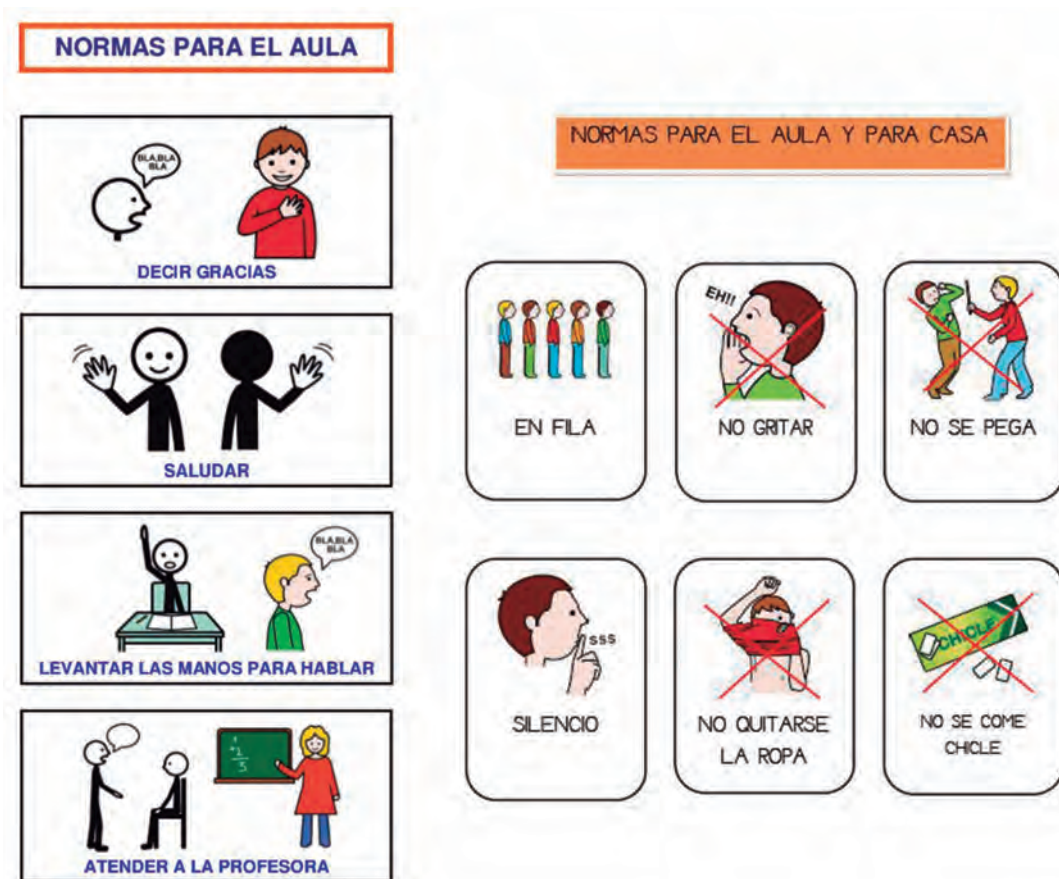 NORMAS PARA EL AULA
BLA,BLA
BLA
DECIR GRACIAS
SALUDAR
BLA,BLA
BLA
LEVANTAR LAS MANOS PARA HABLAR
ATENDER A LA PROFESORA
NORMAS PARA EL AULA Y PARA CASA
EN FILA
EH!!
NO GRITAR
NO SE PEGA
SSS
SILENCIO
NO QUITARSE
LA ROPA
CHICLE
NO SE COME
CHICLE